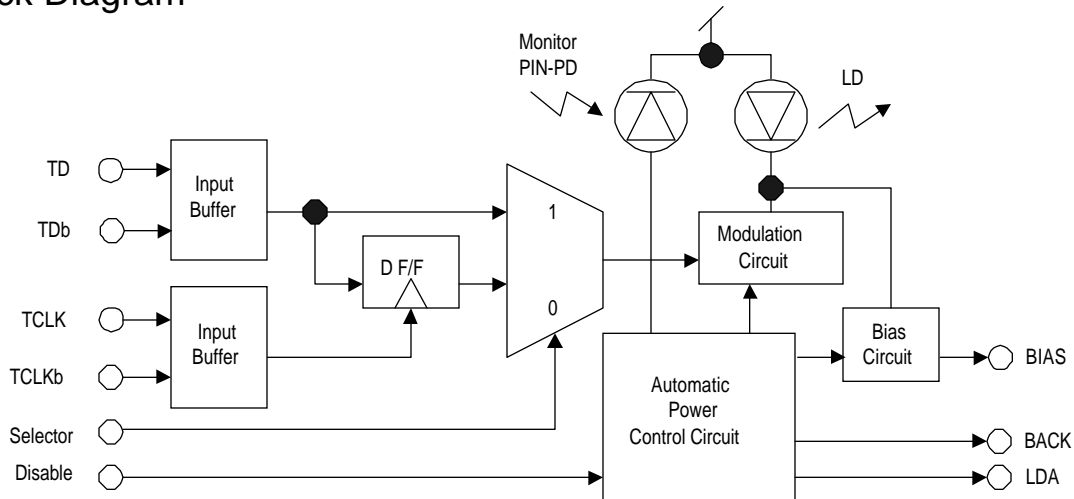 ck Diagram
Monitor
PIN-PD
LD
TD
TDb
Input
Buffer
1
D F/F
0
Modulation
Circuit
TCLK
TCLKb
Input
Buffer
Bias
Circuit
BIAS
Automatic
Power
Control Circuit
Selector
Disable
BACK
LDA